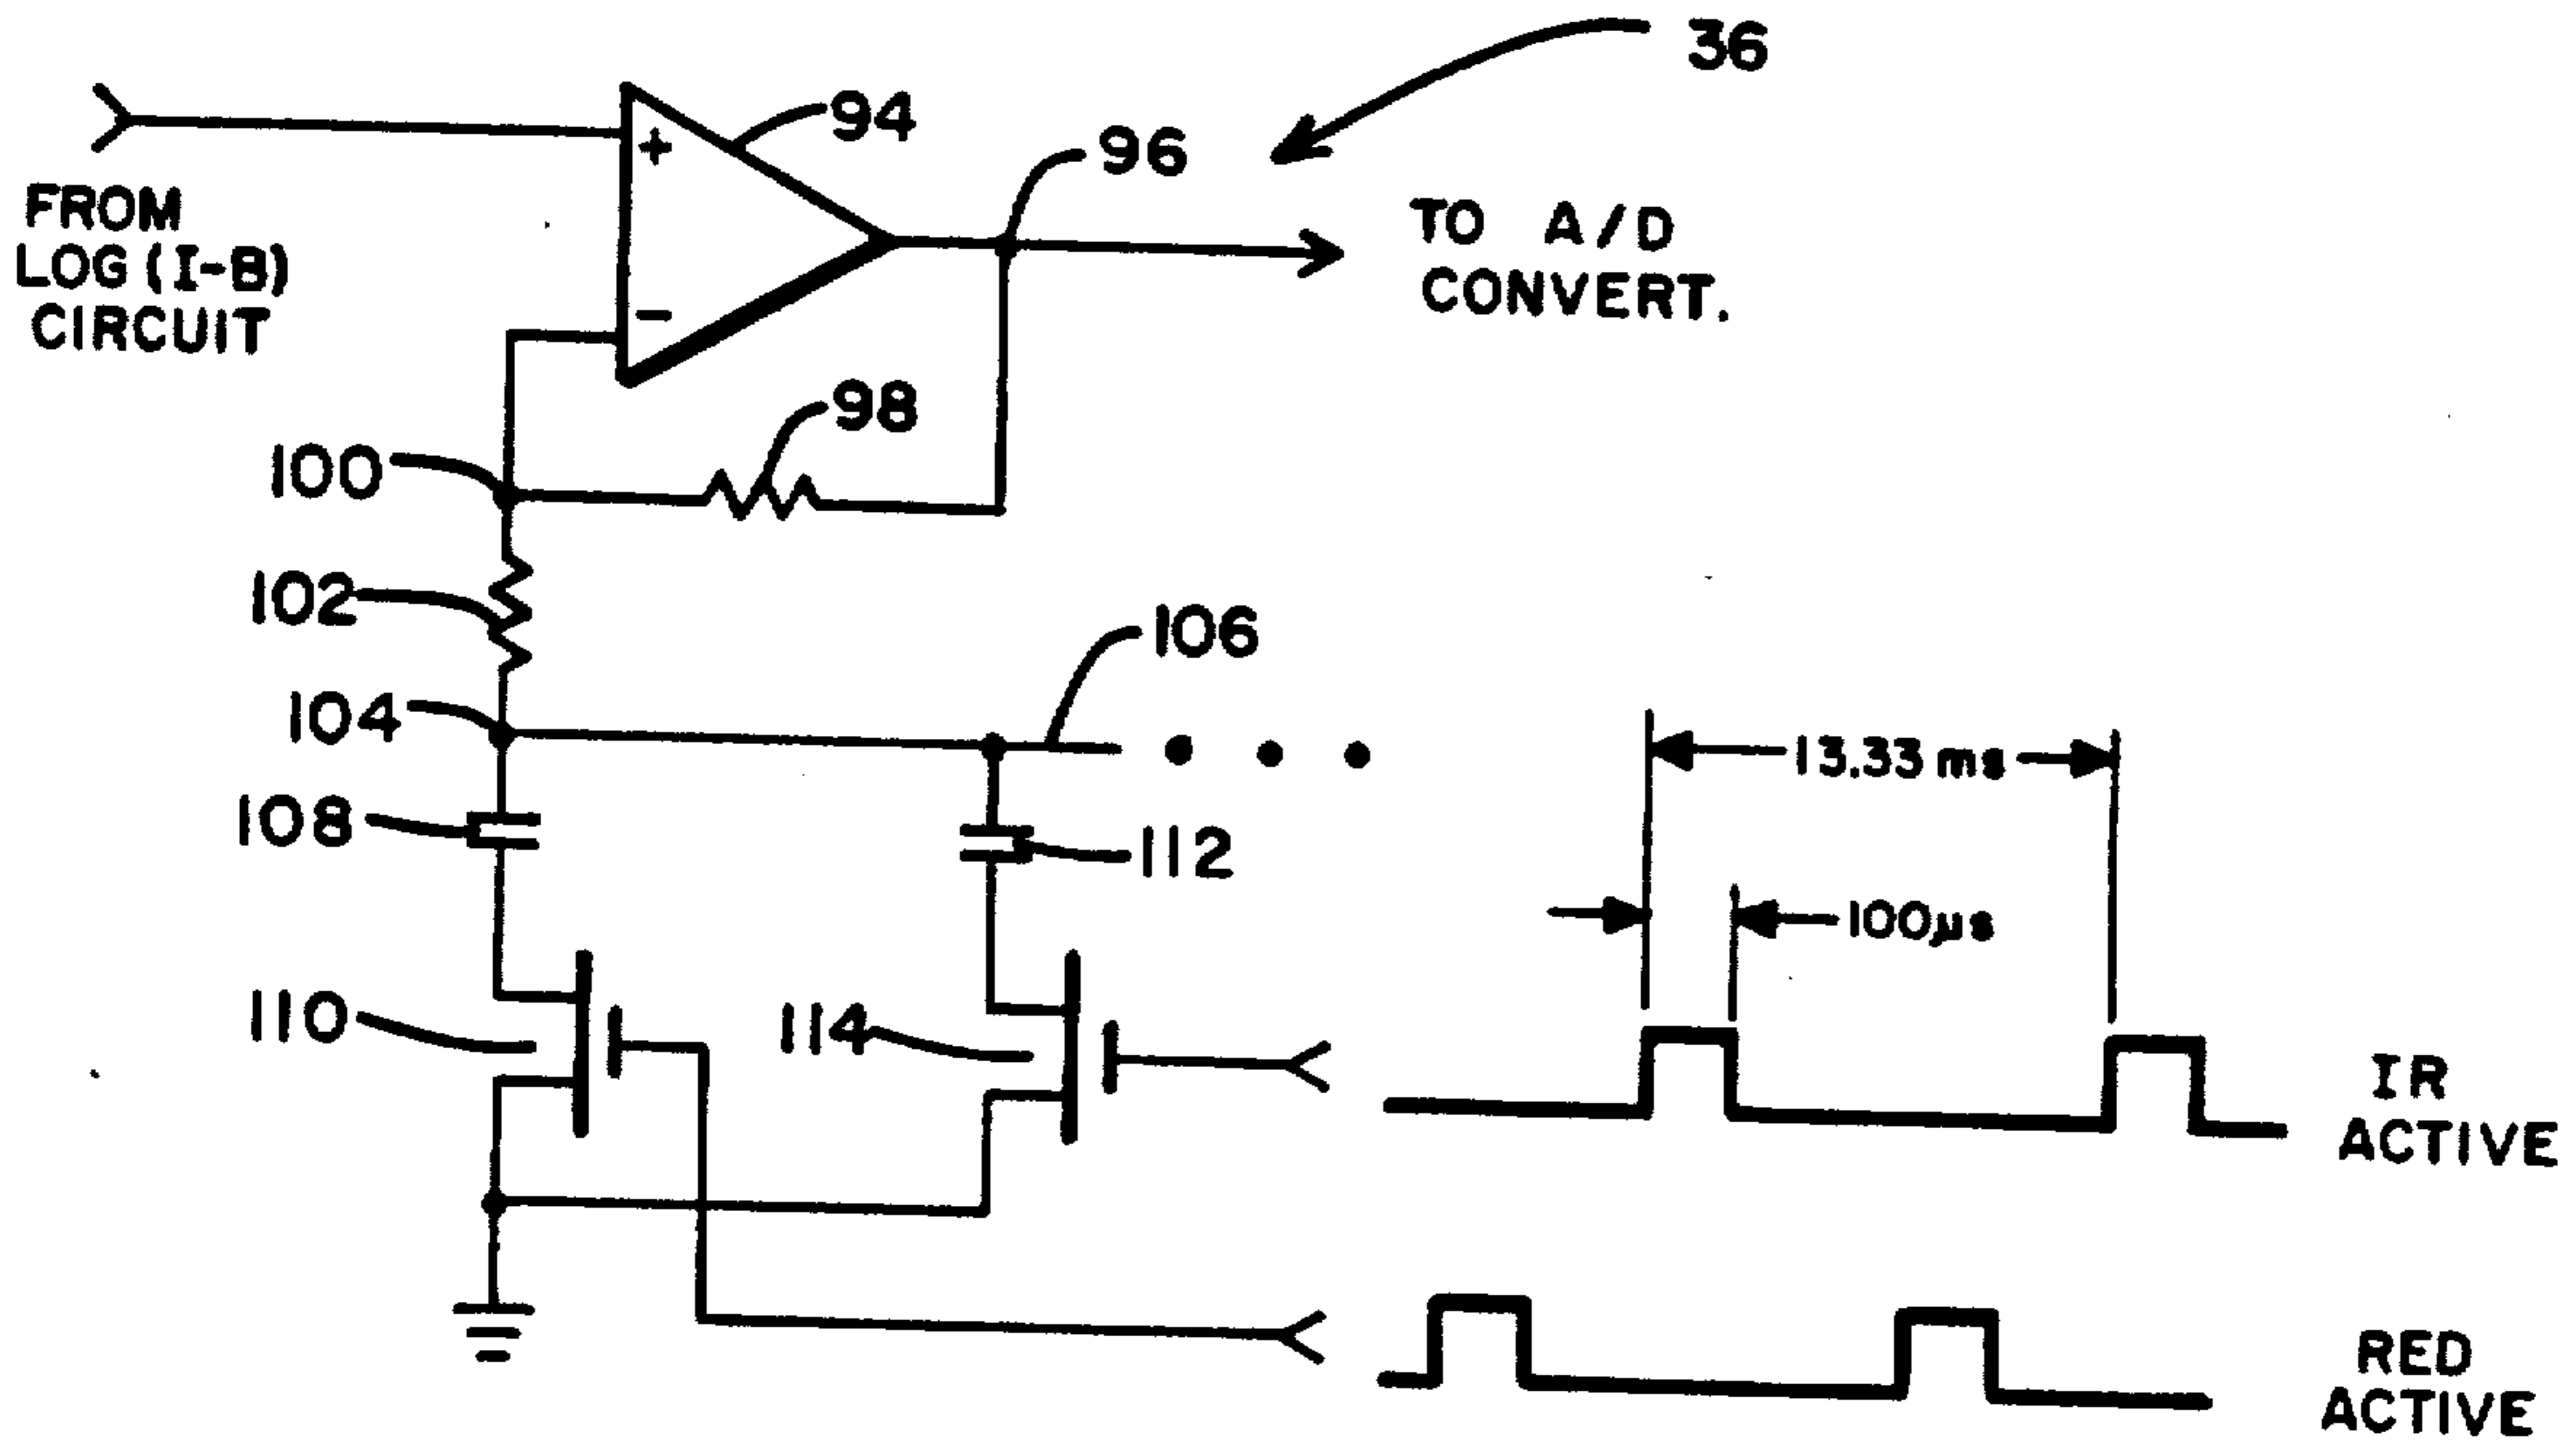 36
94
96
+
FROM
LOG (I-B)
CIRCUIT
TO A/D
CONVERT.
-
98
100
102
106
104
13.33 ms
108
112
100µs
110
114
IR
ACTIVE
RED
ACTIVE